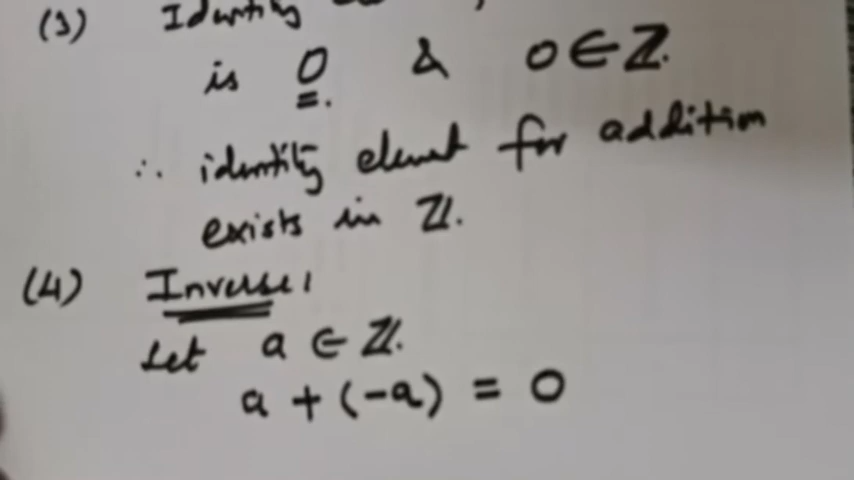 (3) Identity
is 0 & 0 ∈ ℤ.
∴ identity element for addition
exists in ℤ.
(4) Inverse:
Let a ∈ ℤ.
a + (-a) = 0